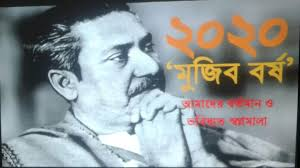 ২০২০
‘মুজিব বর্ষ’
আমাদের বর্তমান ও
ভবিষ্যত স্বপ্নমালা